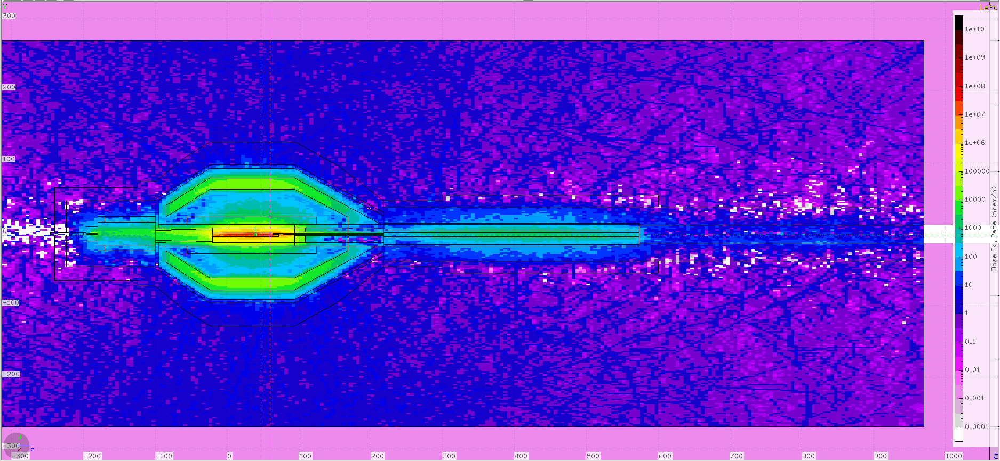 Y
Left
300
200
100
0
-100
-200
-300
1e+10
1e+09
1e+08
1e+07
1e+06
100000
10000
1000
100
10
1
0.1
0.01
0.001
0.0001
Dose Eq. Rate (mrem/h)
y
x
z
-300
-200
-100
0
100
200
300
400
500
600
700
800
900
1000
Z